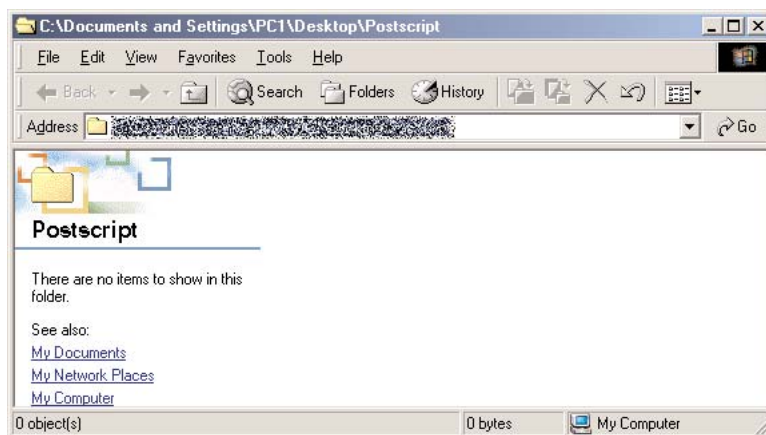 C:\Documents and Settings\PC1\Desktop\Postscript
File Edit View Favorites Tools Help
Back Search Folders History
Address Go
Postscript
There are no items to show in this
folder.
See also:
My Documents
My Network Places
My Computer
0 object(s) 0 bytes My Computer